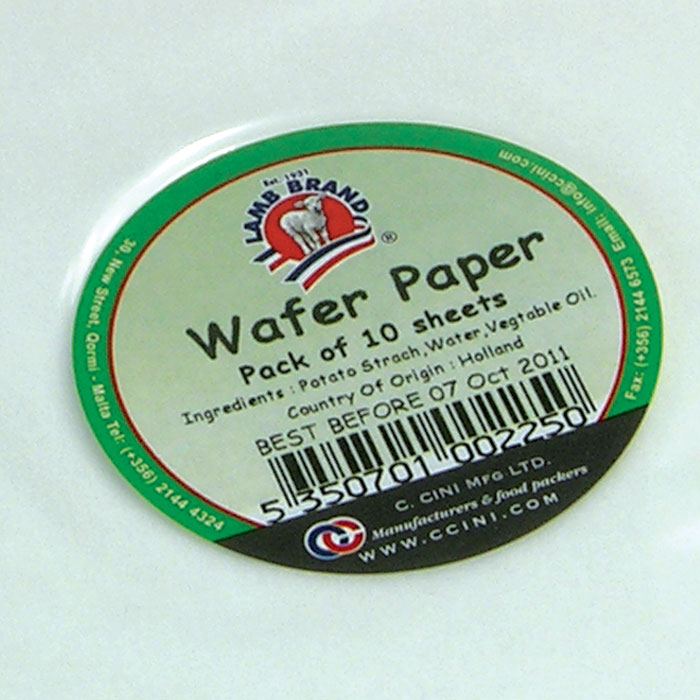 Est. 1931
LAMB BRAND
®
Wafer Paper
Pack of 10 sheets
Ingredients : Potato Strach,Water,Vegtable Oil.
Country Of Origin : Holland
BEST BEFORE 07 Oct 2011
5 350701 002250
C. CINI MFG LTD.
Manufacturers & food packers
WWW.CCINI.COM
30, New Street, Qormi - Malta Tel: (+356) 2144 4324
Fax: (+356) 2144 6573 Email: info@ccini.com